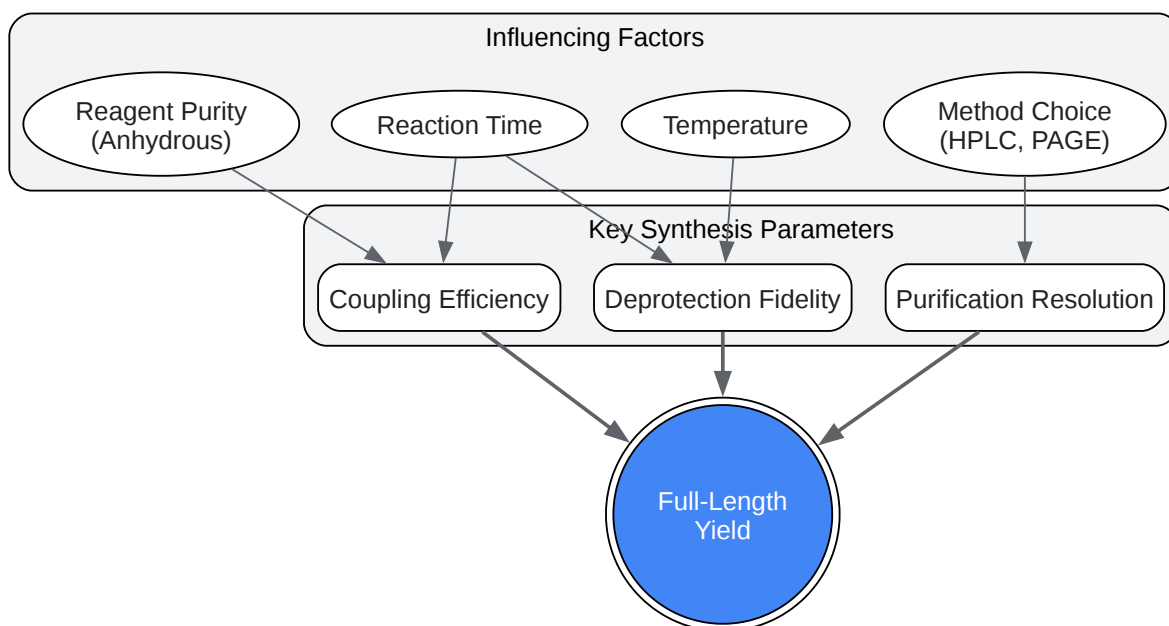 Influencing Factors
Reagent Purity
(Anhydrous)
Reaction Time
Temperature
Method Choice
(HPLC, PAGE)
Key Synthesis Parameters
Coupling Efficiency
Deprotection Fidelity
Purification Resolution
Full-Length
Yield